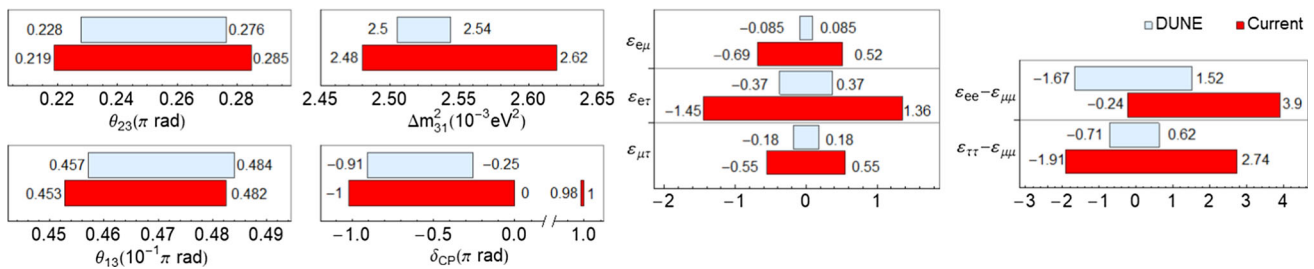 0.228 0.276
0.219 0.285
0.22 0.24 0.26 0.28
θ23(π rad)
2.5 2.54
2.48 2.62
2.45 2.50 2.55 2.60 2.65
Δm²31(10⁻³eV²)
0.457 0.484
0.453 0.482
0.45 0.46 0.47 0.48 0.49
θ13(10⁻¹π rad)
−0.91 −0.25
−1 0 0.98 1
−1.0 −0.5 0.0 1.0
δCP(π rad)
εeμ −0.085 0.085
−0.69 0.52
−0.37 0.37
εeτ −1.45 1.36
−0.18 0.18
εμτ −0.55 0.55
−2 −1 0 1
DUNE Current
−1.67 1.52
εee−εμμ −0.24 3.9
−0.71 0.62
εττ−εμμ −1.91 2.74
−3 −2 −1 0 1 2 3 4